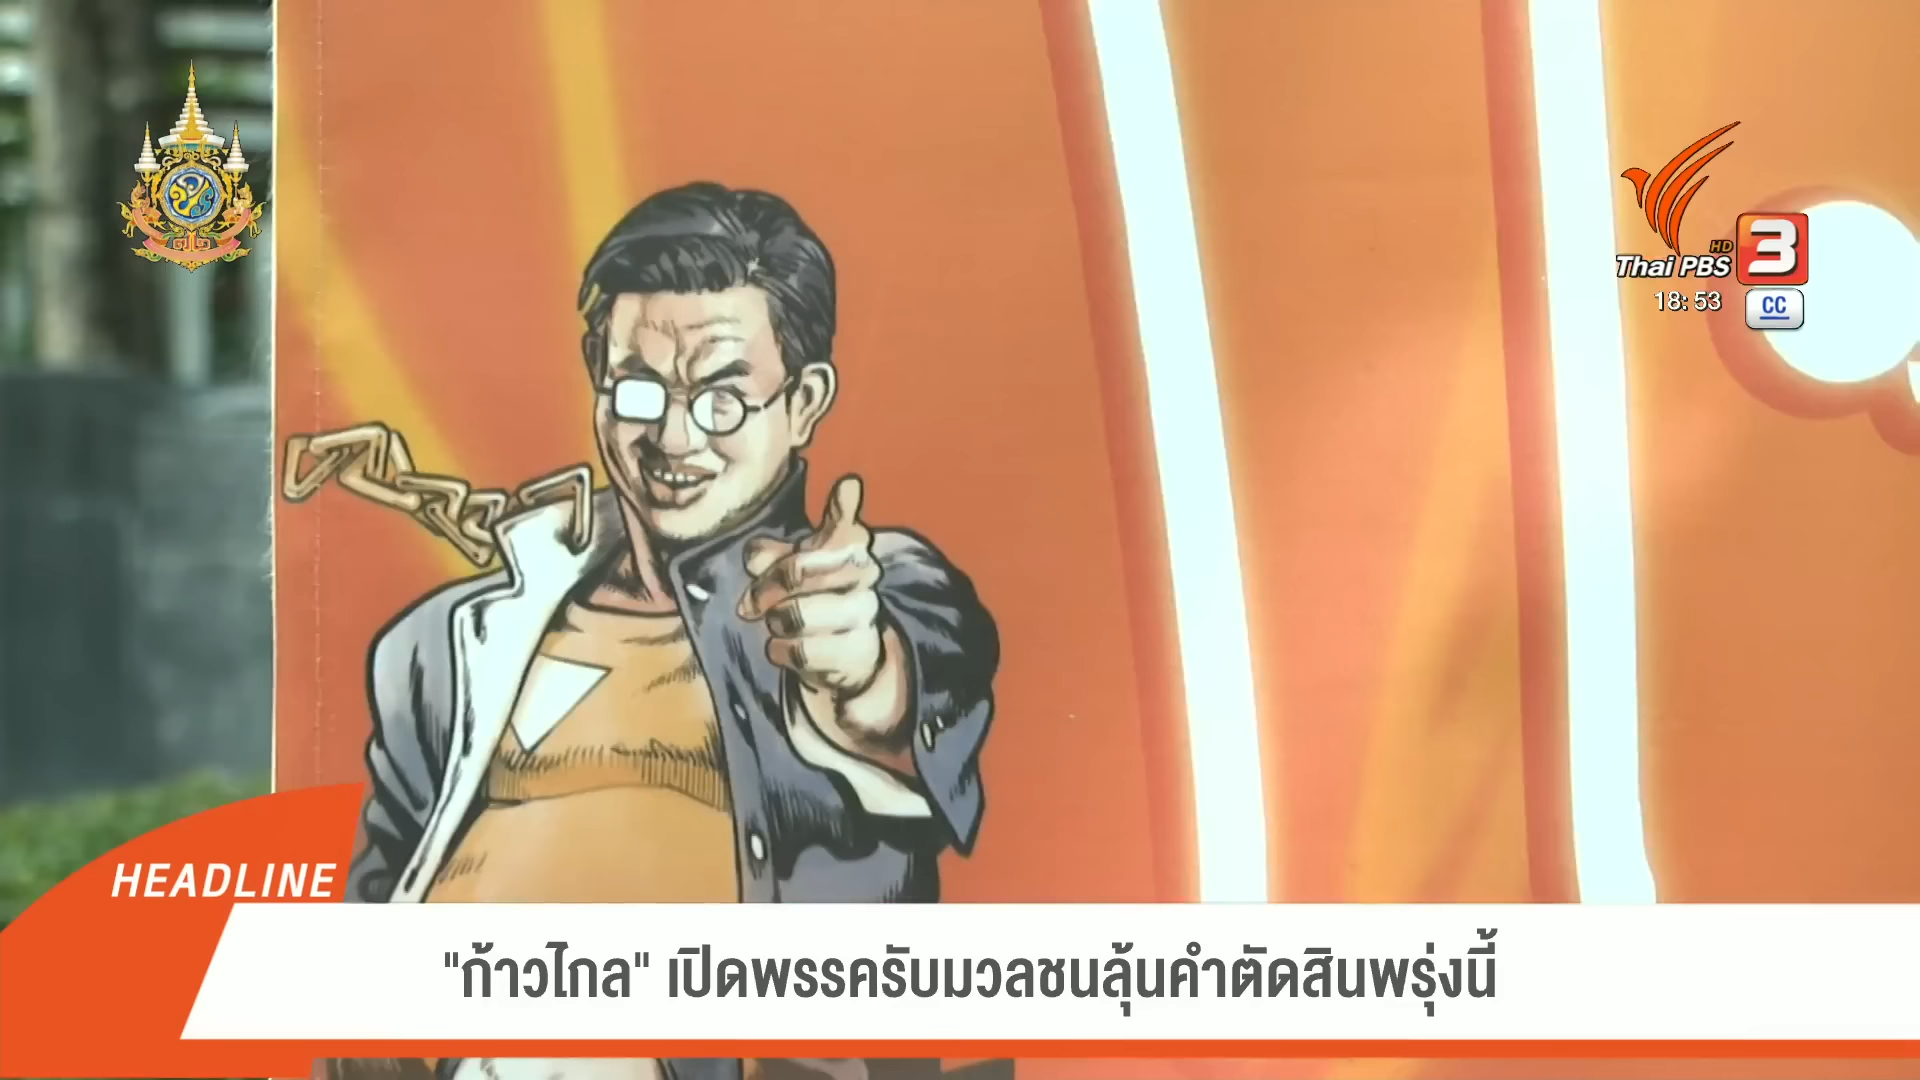 HD
Thai PBS 3
18:53 CC
HEADLINE
"ก้าวไกล" เปิดพรรครับมวลชนลุ้นคำตัดสินพรุ่งนี้